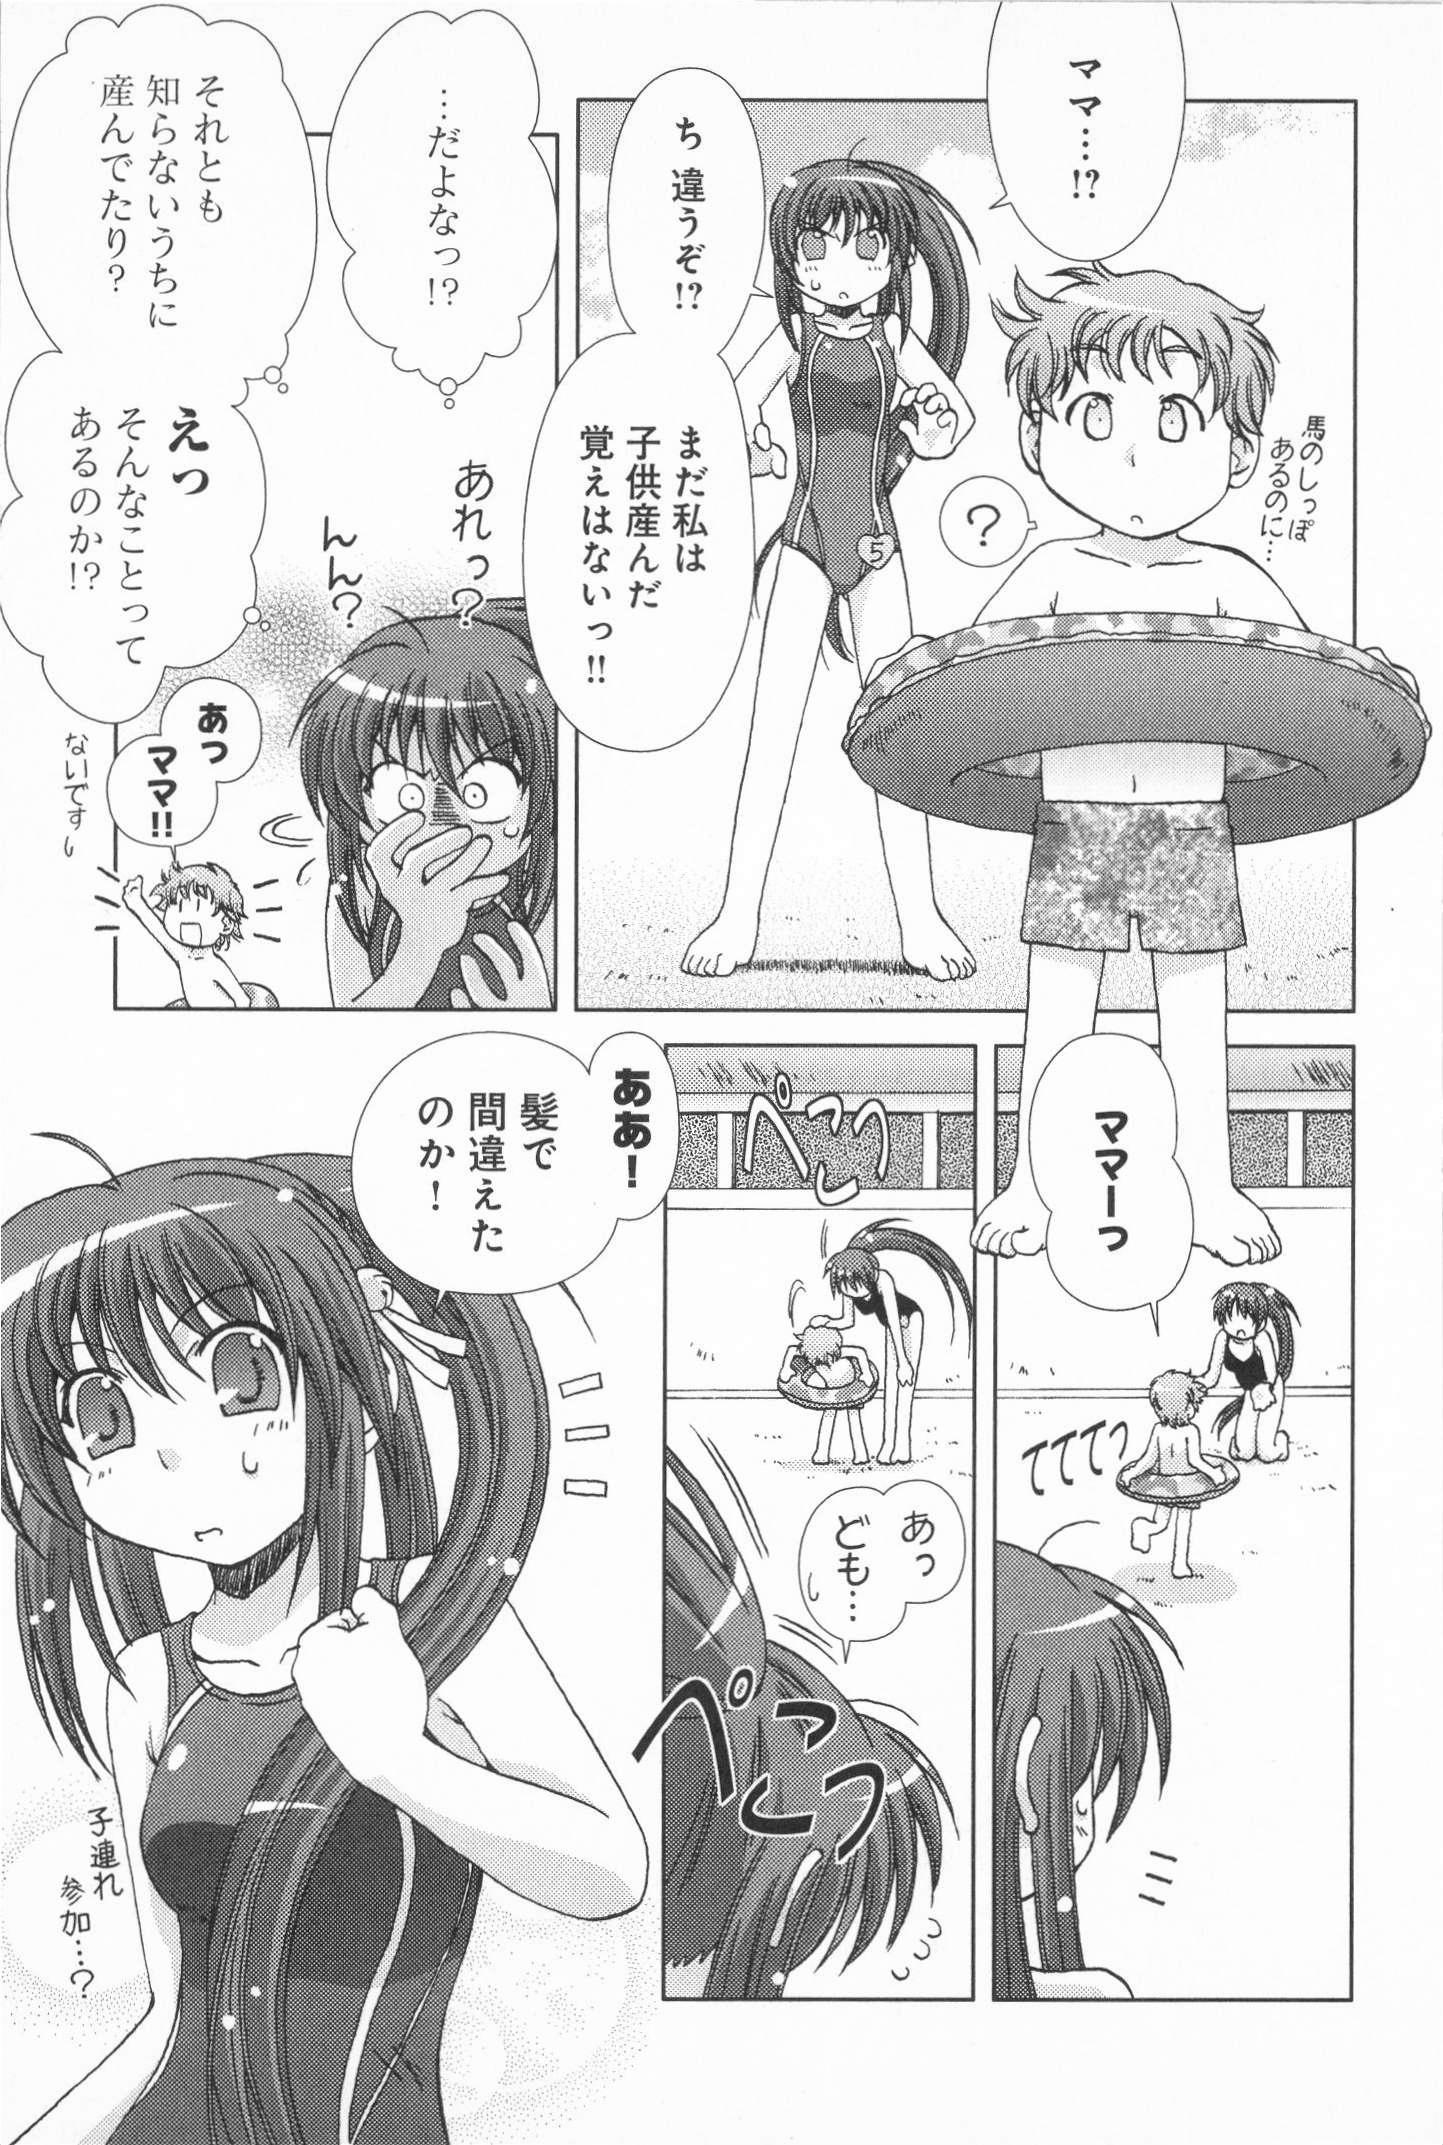 ママ…!?
馬のしっぽ
あるのに…
？
ち 違うぞ!?
まだ私は
子供産んだ
覚えはないっ!!
…だよなっ!?
それとも
知らないうちに
産んでたり？
えっ
そんなことって
あるのか!?
あれっ？
んん？
あっ
ママ!!
ないですぃ
5
ママーっ
てててっ
ぺこっ
あっ
ども…
ぺこっ
ああ！
髪で
間違えた
のか！
子連れ
参加…？